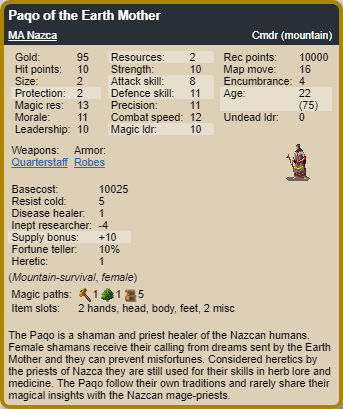 Paqo of the Earth Mother
MA Nazca Cmdr (mountain)
Gold: 95 Resources: 2 Rec points: 10000
Hit points: 10 Strength: 10 Map move: 16
Size: 2 Attack skill: 8 Encumbrance: 4
Protection: 2 Defence skill: 11 Age: 22
Magic res: 13 Precision: 11 (75)
Morale: 11 Combat speed: 12 Undead ldr: 0
Leadership: 10 Magic ldr: 10
Weapons: Armor:
Quarterstaff Robes
Basecost: 10025
Resist cold: 5
Disease healer: 1
Inept researcher: -4
Supply bonus: +10
Fortune teller: 10%
Heretic: 1
(Mountain-survival, female)
Magic paths: 1 1 5
Item slots: 2 hands, head, body, feet, 2 misc
The Paqo is a shaman and priest healer of the Nazcan humans.
Female shamans receive their calling from dreams sent by the Earth
Mother and they can prevent misfortunes. Considered heretics by
the priests of Nazca they are still used for their skills in herb lore and
medicine. The Paqo follow their own traditions and rarely share their
magical insights with the Nazcan mage-priests.